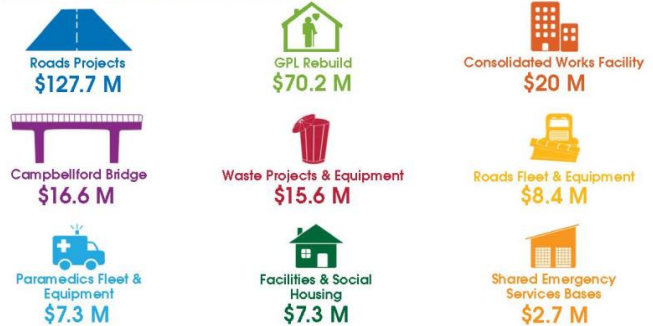 Roads Projects
$127.7 M
GPL Rebuild
$70.2 M
Consolidated Works Facility
$20 M
Campbellford Bridge
$16.6 M
Waste Projects & Equipment
$15.6 M
Roads Fleet & Equipment
$8.4 M
Paramedics Fleet &
Equipment
$7.3 M
Facilities & Social
Housing
$7.3 M
Shared Emergency
Services Bases
$2.7 M